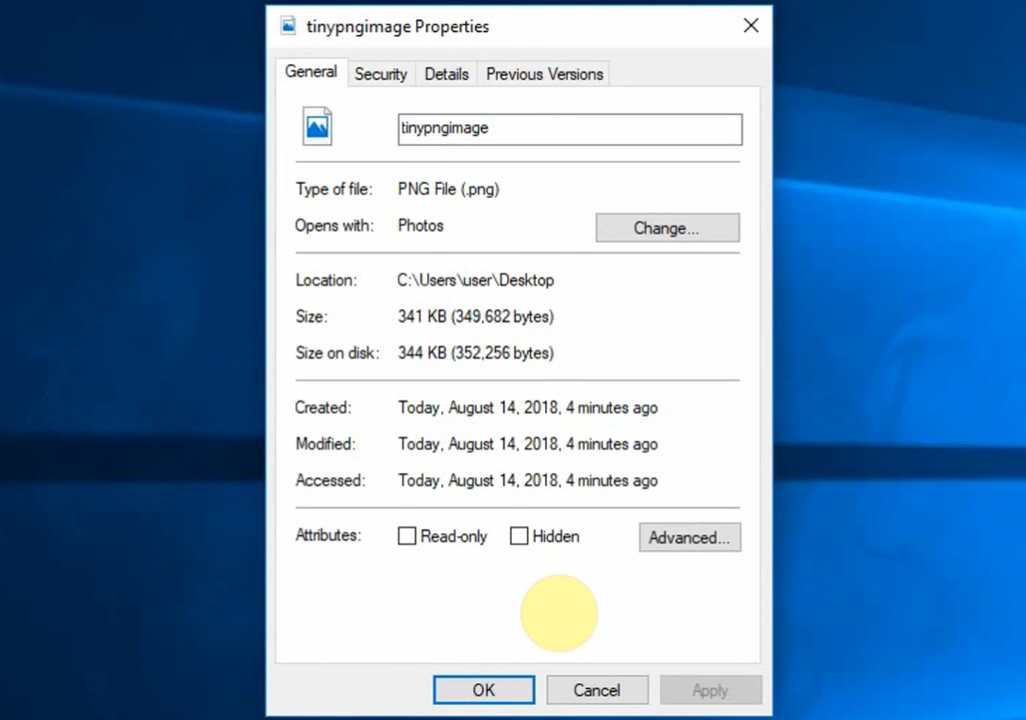 tinypngimage Properties
General Security Details Previous Versions
tinypngimage
Type of file: PNG File (.png)
Opens with: Photos Change...
Location: C:\Users\user\Desktop
Size: 341 KB (349,682 bytes)
Size on disk: 344 KB (352,256 bytes)
Created: Today, August 14, 2018, 4 minutes ago
Modified: Today, August 14, 2018, 4 minutes ago
Accessed: Today, August 14, 2018, 4 minutes ago
Attributes: Read-only Hidden Advanced...
OK Cancel Apply